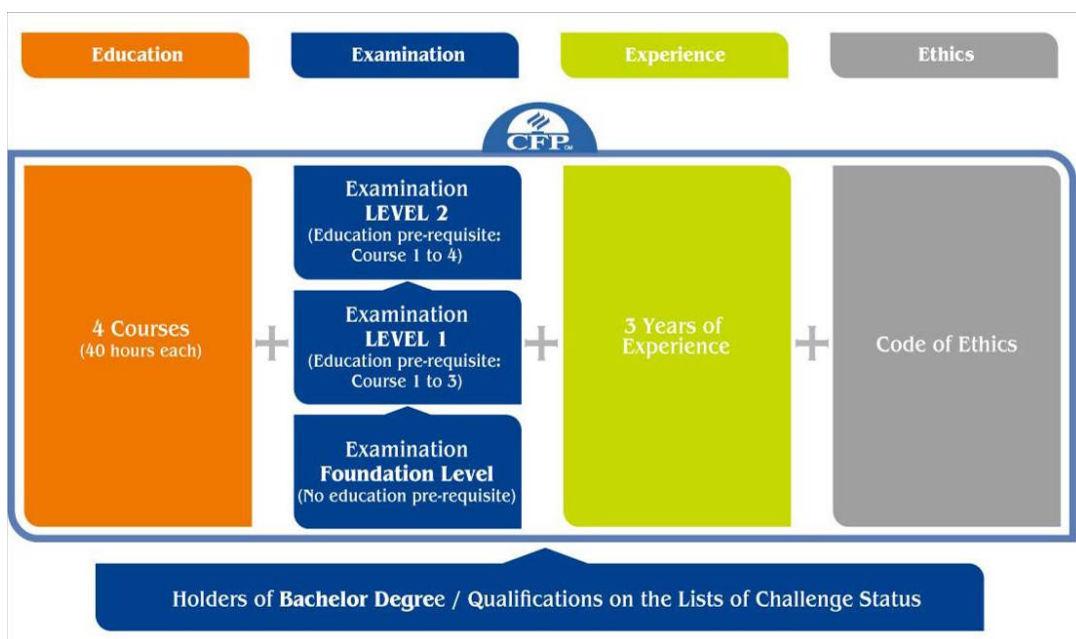 Education
Examination
Experience
Ethics
CFP
4 Courses
(40 hours each)
+
Examination
LEVEL 2
(Education pre-requisite:
Course 1 to 4)
Examination
LEVEL 1
(Education pre-requisite:
Course 1 to 3)
Examination
Foundation Level
(No education pre-requisite)
+
3 Years of
Experience
+
Code of Ethics
Holders of Bachelor Degree / Qualifications on the Lists of Challenge Status